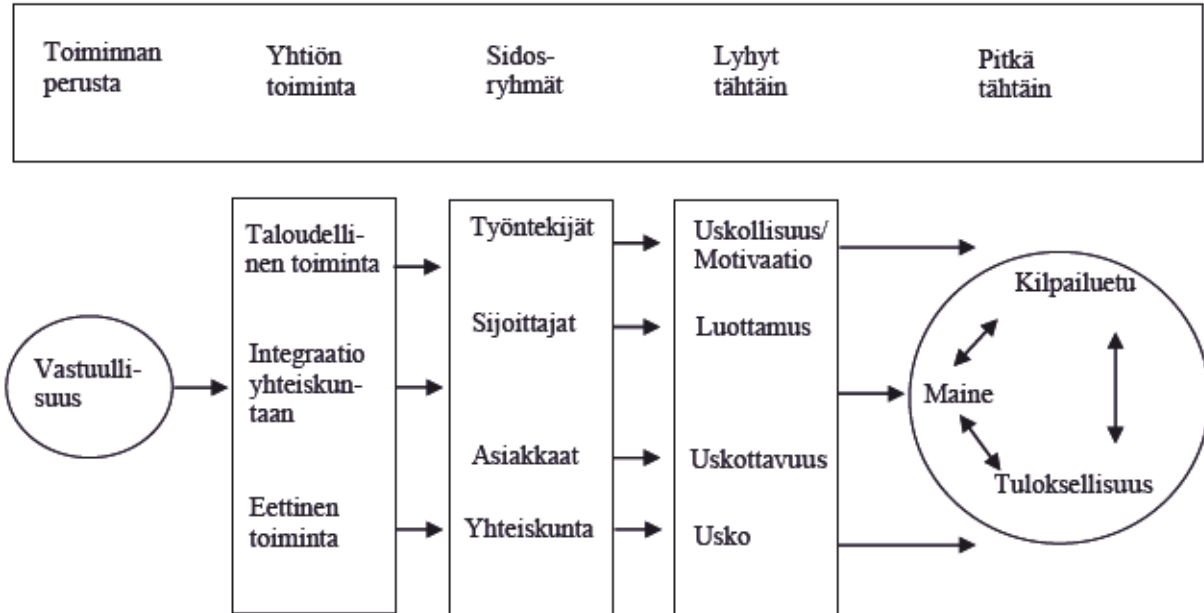 Toiminnan
perusta
Yhtiön
toiminta
Sidos-
ryhmät
Lyhyt
tähtäin
Pitkä
tähtäin
Vastuulli-
suus
Taloudelli-
nen toiminta
Integraatio
yhteiskun-
taan
Eettinen
toiminta
Työntekijät
Sijoittajat
Asiakkaat
Yhteiskunta
Uskollisuus/
Motivaatio
Luottamus
Uskottavuus
Usko
Kilpailuetu
Maine
Tuloksellisuus